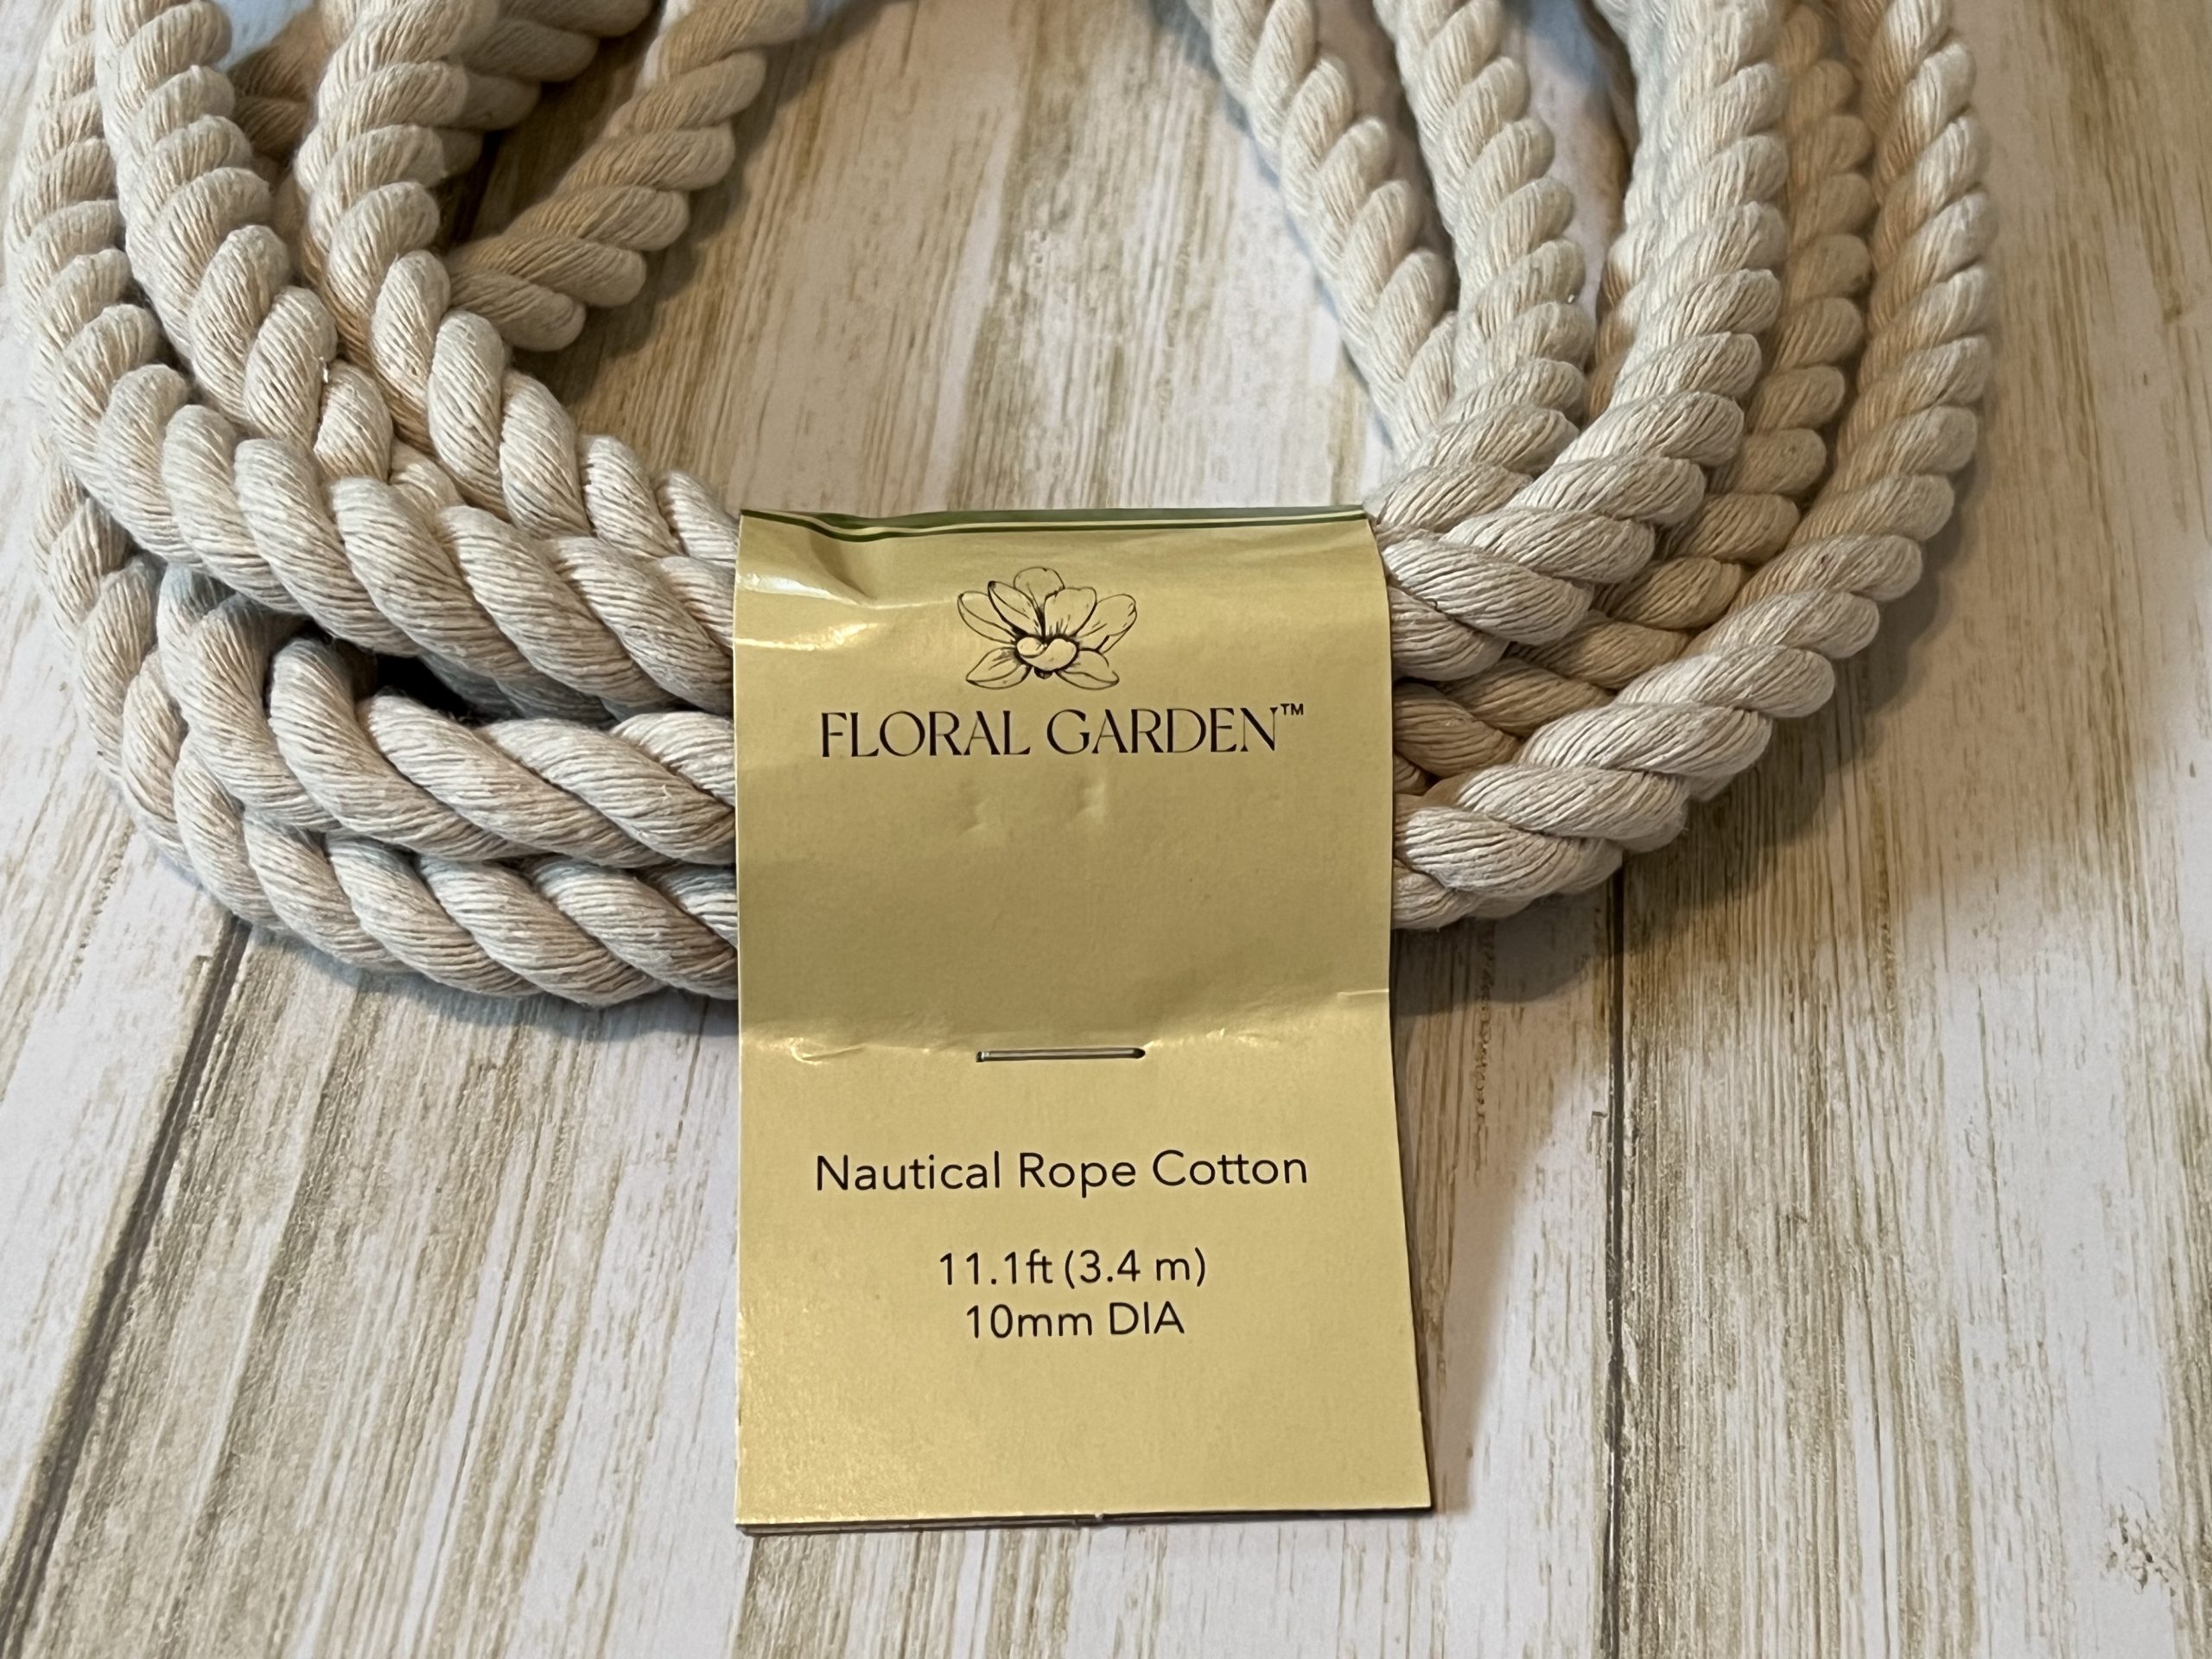 FLORAL GARDEN™
Nautical Rope Cotton
11.1ft (3.4 m)
10mm DIA